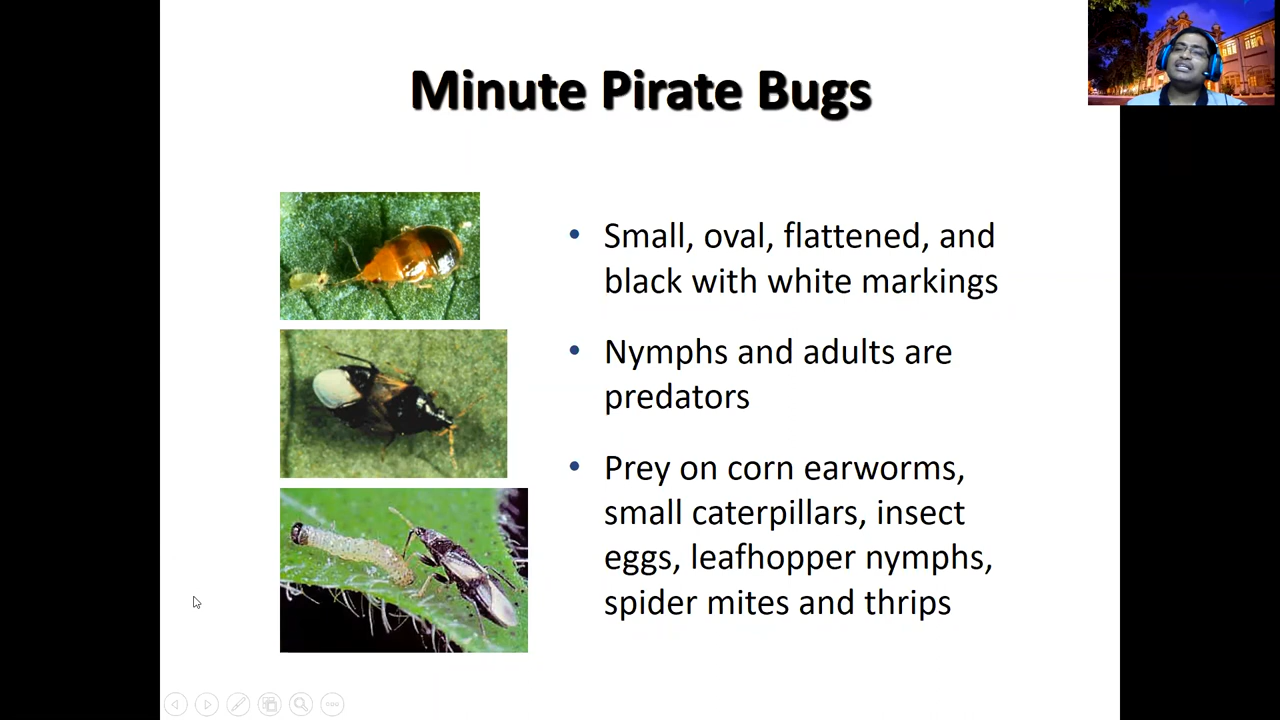 Minute Pirate Bugs
• Small, oval, flattened, and
black with white markings
• Nymphs and adults are
predators
• Prey on corn earworms,
small caterpillars, insect
eggs, leafhopper nymphs,
spider mites and thrips